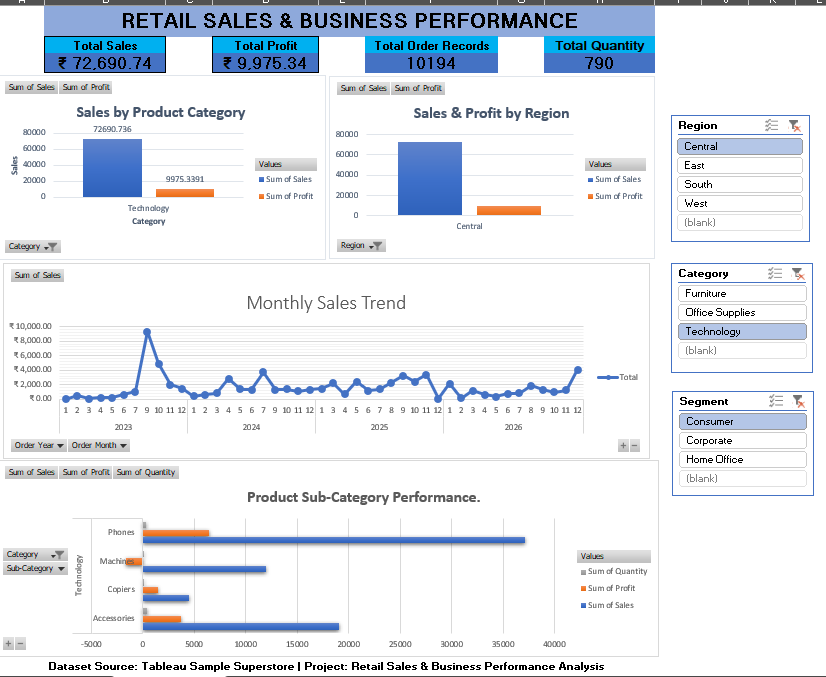 RETAIL SALES & BUSINESS PERFORMANCE
Total Sales
₹ 72,690.74
Total Profit
₹ 9,975.34
Total Order Records
10194
Total Quantity
790
Sum of Sales Sum of Profit
Sales by Product Category
80000
60000
40000
20000
0
Sales
72690.736
9975.3391
Technology
Category
Values
Sum of Sales
Sum of Profit
Category
Sum of Sales Sum of Profit
Sales & Profit by Region
80000
60000
40000
20000
0
Central
Values
Sum of Sales
Sum of Profit
Region
Region
Central
East
South
West
(blank)
Sum of Sales
Monthly Sales Trend
₹ 10,000.00
₹ 8,000.00
₹ 6,000.00
₹ 4,000.00
₹ 2,000.00
₹ 0.00
1 2 3 4 5 6 7 9 10 11 12 1 2 3 4 5 6 7 9 10 11 12 1 2 3 4 5 6 7 8 9 10 11 12 1 2 3 4 5 6 7 8 9 10 11 12
2023 2024 2025 2026
Total
Order Year Order Month
+ −
Category
Furniture
Office Supplies
Technology
(blank)
Segment
Consumer
Corporate
Home Office
(blank)
Sum of Sales Sum of Profit Sum of Quantity
Product Sub-Category Performance.
Category
Sub-Category
Technology
Phones
Machines
Copiers
Accessories
-5000 0 5000 10000 15000 20000 25000 30000 35000 40000
Values
Sum of Quantity
Sum of Profit
Sum of Sales
+ −
Dataset Source: Tableau Sample Superstore | Project: Retail Sales & Business Performance Analysis